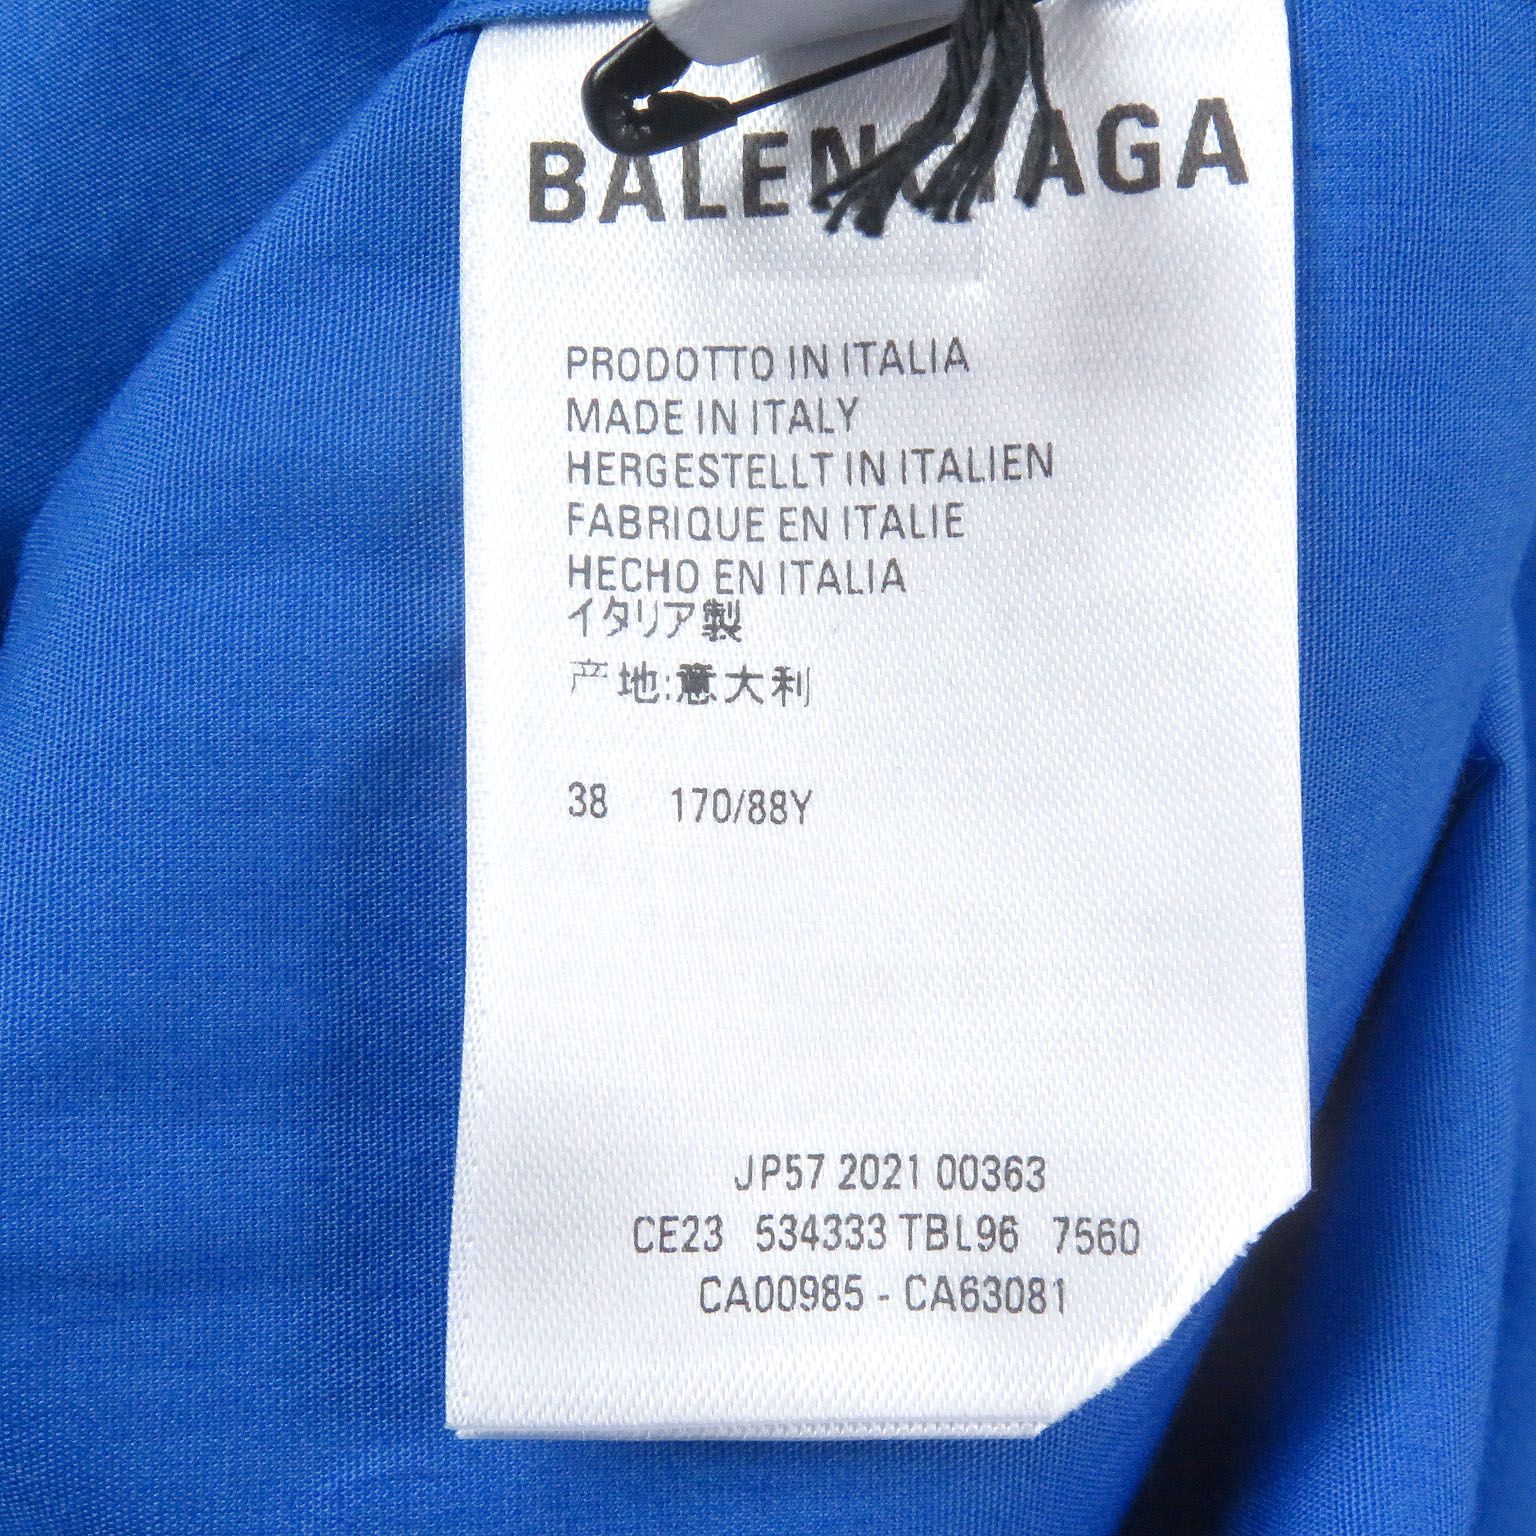 BALENCIAGA
PRODOTTO IN ITALIA
MADE IN ITALY
HERGESTELLT IN ITALIEN
FABRIQUE EN ITALIE
HECHO EN ITALIA
イタリア製
产地:意大利
38 170/88Y
JP57 2021 00363
CE23 534333 TBL96 7560
CA00985 - CA63081